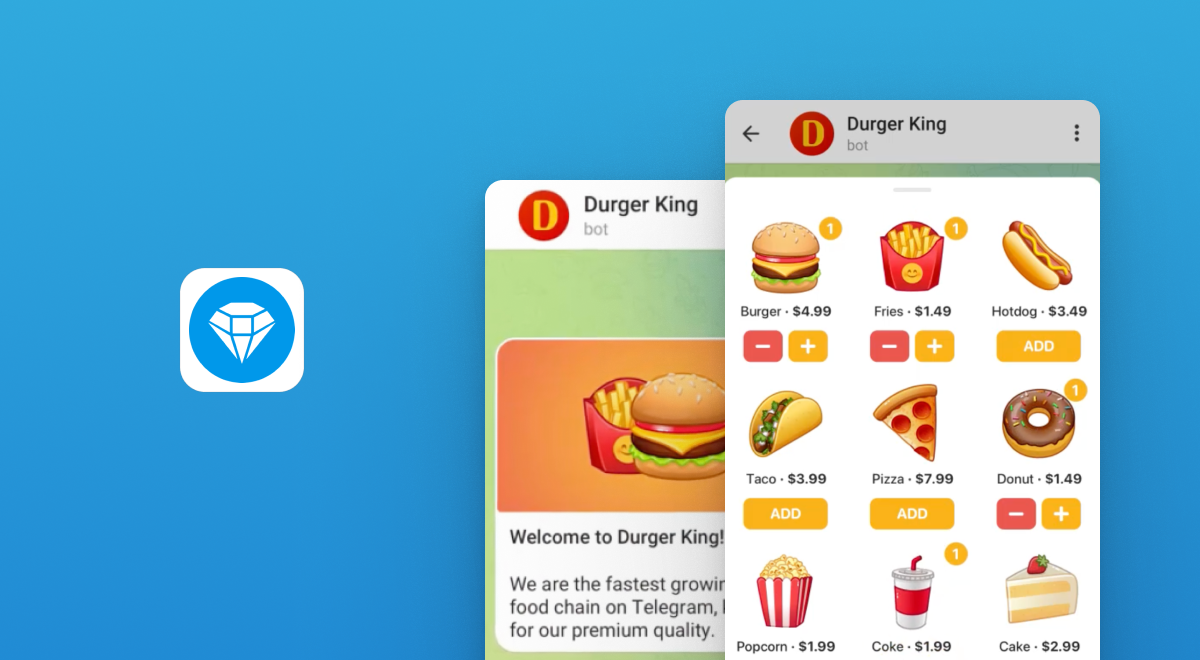 D
Durger King
bot
Welcome to Durger King!
We are the fastest
food chain on Telegram,
for our premium quality.
D
Durger King
bot
1
1
Burger · $4.99
Fries · $1.49
Hotdog · $3.49
−
+
−
+
ADD
1
Taco · $3.99
Pizza · $7.99
Donut · $1.49
ADD
ADD
−
+
1
Popcorn · $1.99
Coke · $1.99
Cake · $2.99